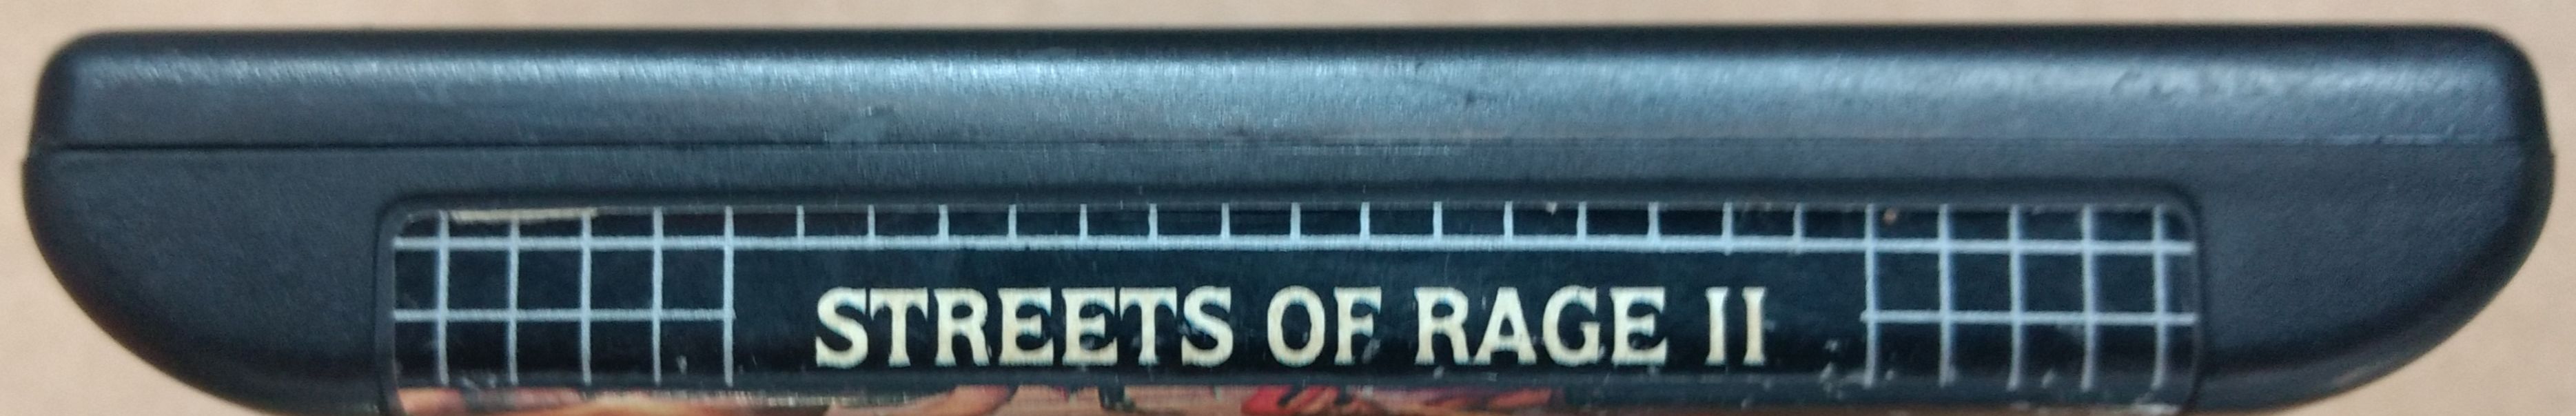 STREETS OF RAGE II